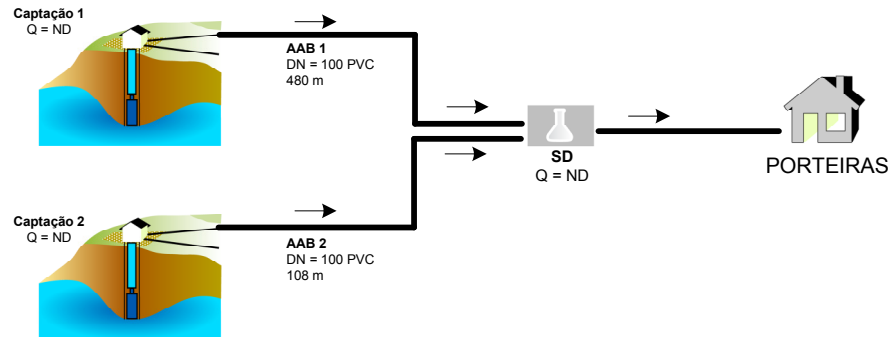 Captação 1
Q = ND
AAB 1
DN = 100 PVC
480 m
SD
Q = ND
PORTEIRAS
Captação 2
Q = ND
AAB 2
DN = 100 PVC
108 m